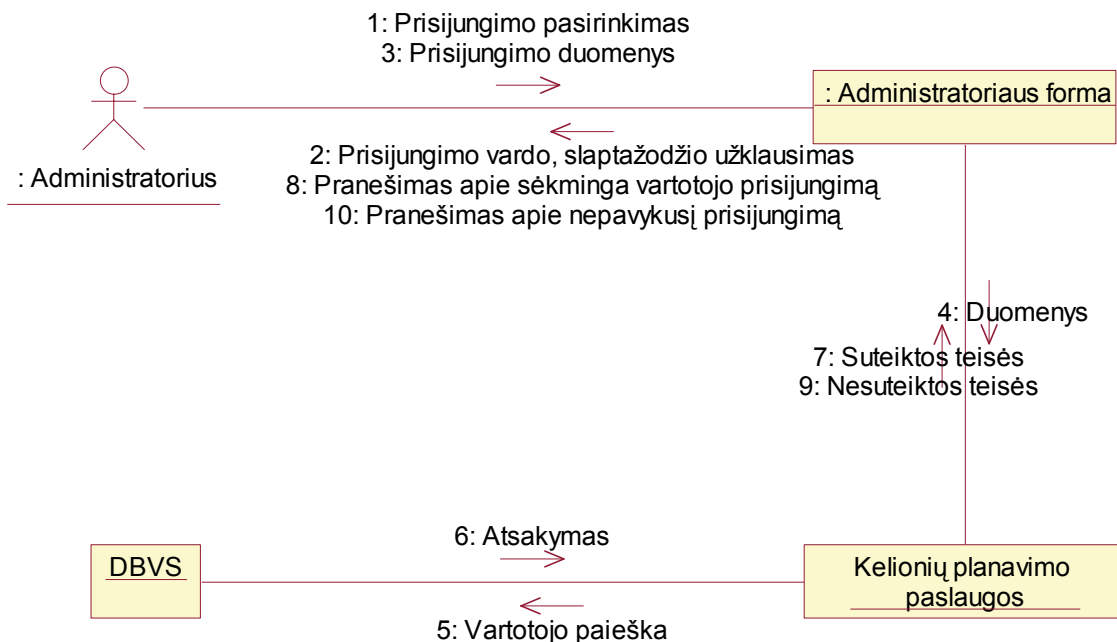 1: Prisijungimo pasirinkimas
3: Prisijungimo duomenys
: Administratoriaus forma
: Administratorius
2: Prisijungimo vardo, slaptažodžio užklausimas
8: Pranešimas apie sėkminga vartotojo prisijungimą
10: Pranešimas apie nepavykusį prisijungimą
4: Duomenys
7: Suteiktos teisės
9: Nesuteiktos teisės
6: Atsakymas
DBVS
Kelionių planavimo
paslaugos
5: Vartotojo paieška